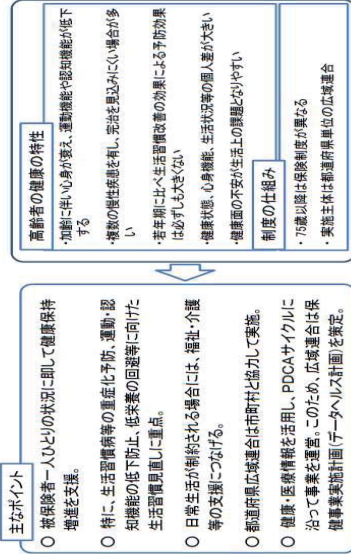 高齢者の健康の特性
・加齢に伴い心身が衰え、運動機能や認知機能が低下
する
・複数の慢性疾患を有し、完治を見込みにくい場合が多
い
・若年期に比べ生活習慣改善の効果による予防効果
は必ずしも大きくない
・健康状態、心身機能、生活状況等の個人差が大きい
・健康面の不安が生活上の課題となりやすい
制度の仕組み
・75歳以降は保険制度が異なる
・実施主体は都道府県単位の広域連合
主なポイント
○ 被保険者一人ひとりの状況に即して健康保持
増進を支援。
○ 特に、生活習慣病等の重症化予防、運動・認
知機能の低下防止、低栄養の回避等に向けた
生活習慣見直しに重点。
○ 日常生活が制約される場合には、福祉・介護
等の支援につなげる。
○ 都道府県広域連合は市町村と協力して実施。
○ 健康・医療情報を活用し、PDCAサイクルに
沿って事業を運営。このため、広域連合は保
健事業実施計画(データヘルス計画)を策定。